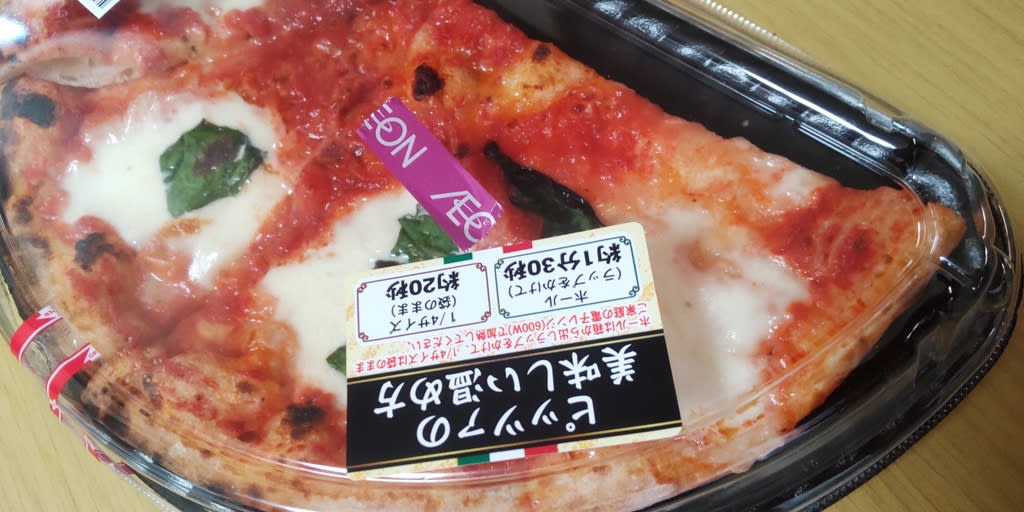 ピッツァの
美味しい温め方
ホールは箱から出しラップをかけて、1/4サイズは袋のまま
ご家庭の電子レンジ(600W)で加熱してください。
ホール
(ラップをかけて)
約1分30秒
1/4サイズ
(袋のまま)
約20秒
ÆON
ÆO